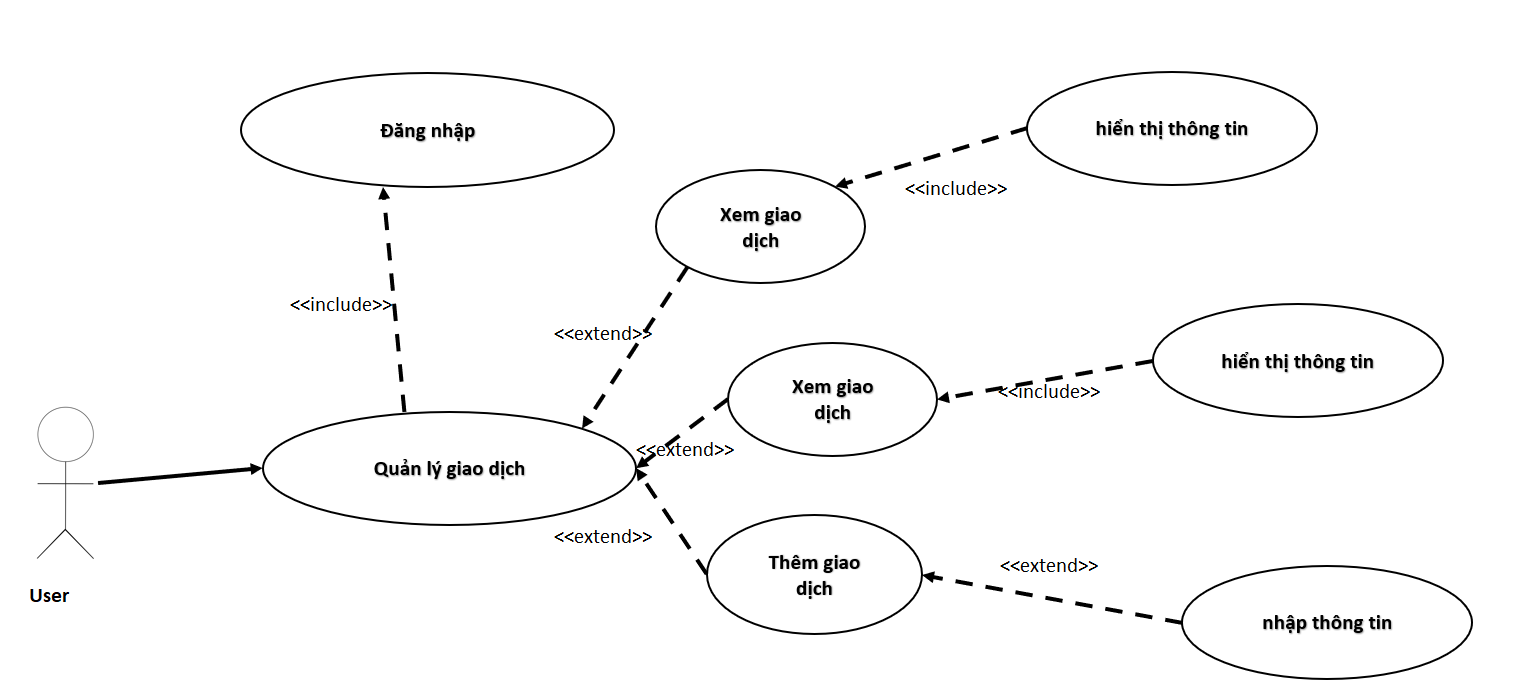 Đăng nhập
hiển thị thông tin
<<include>>
Xem giao
dịch
<<include>>
<<extend>>
hiển thị thông tin
Xem giao
dịch
<<include>>
<<extend>>
Quản lý giao dịch
<<extend>>
Thêm giao
dịch
<<extend>>
nhập thông tin
User